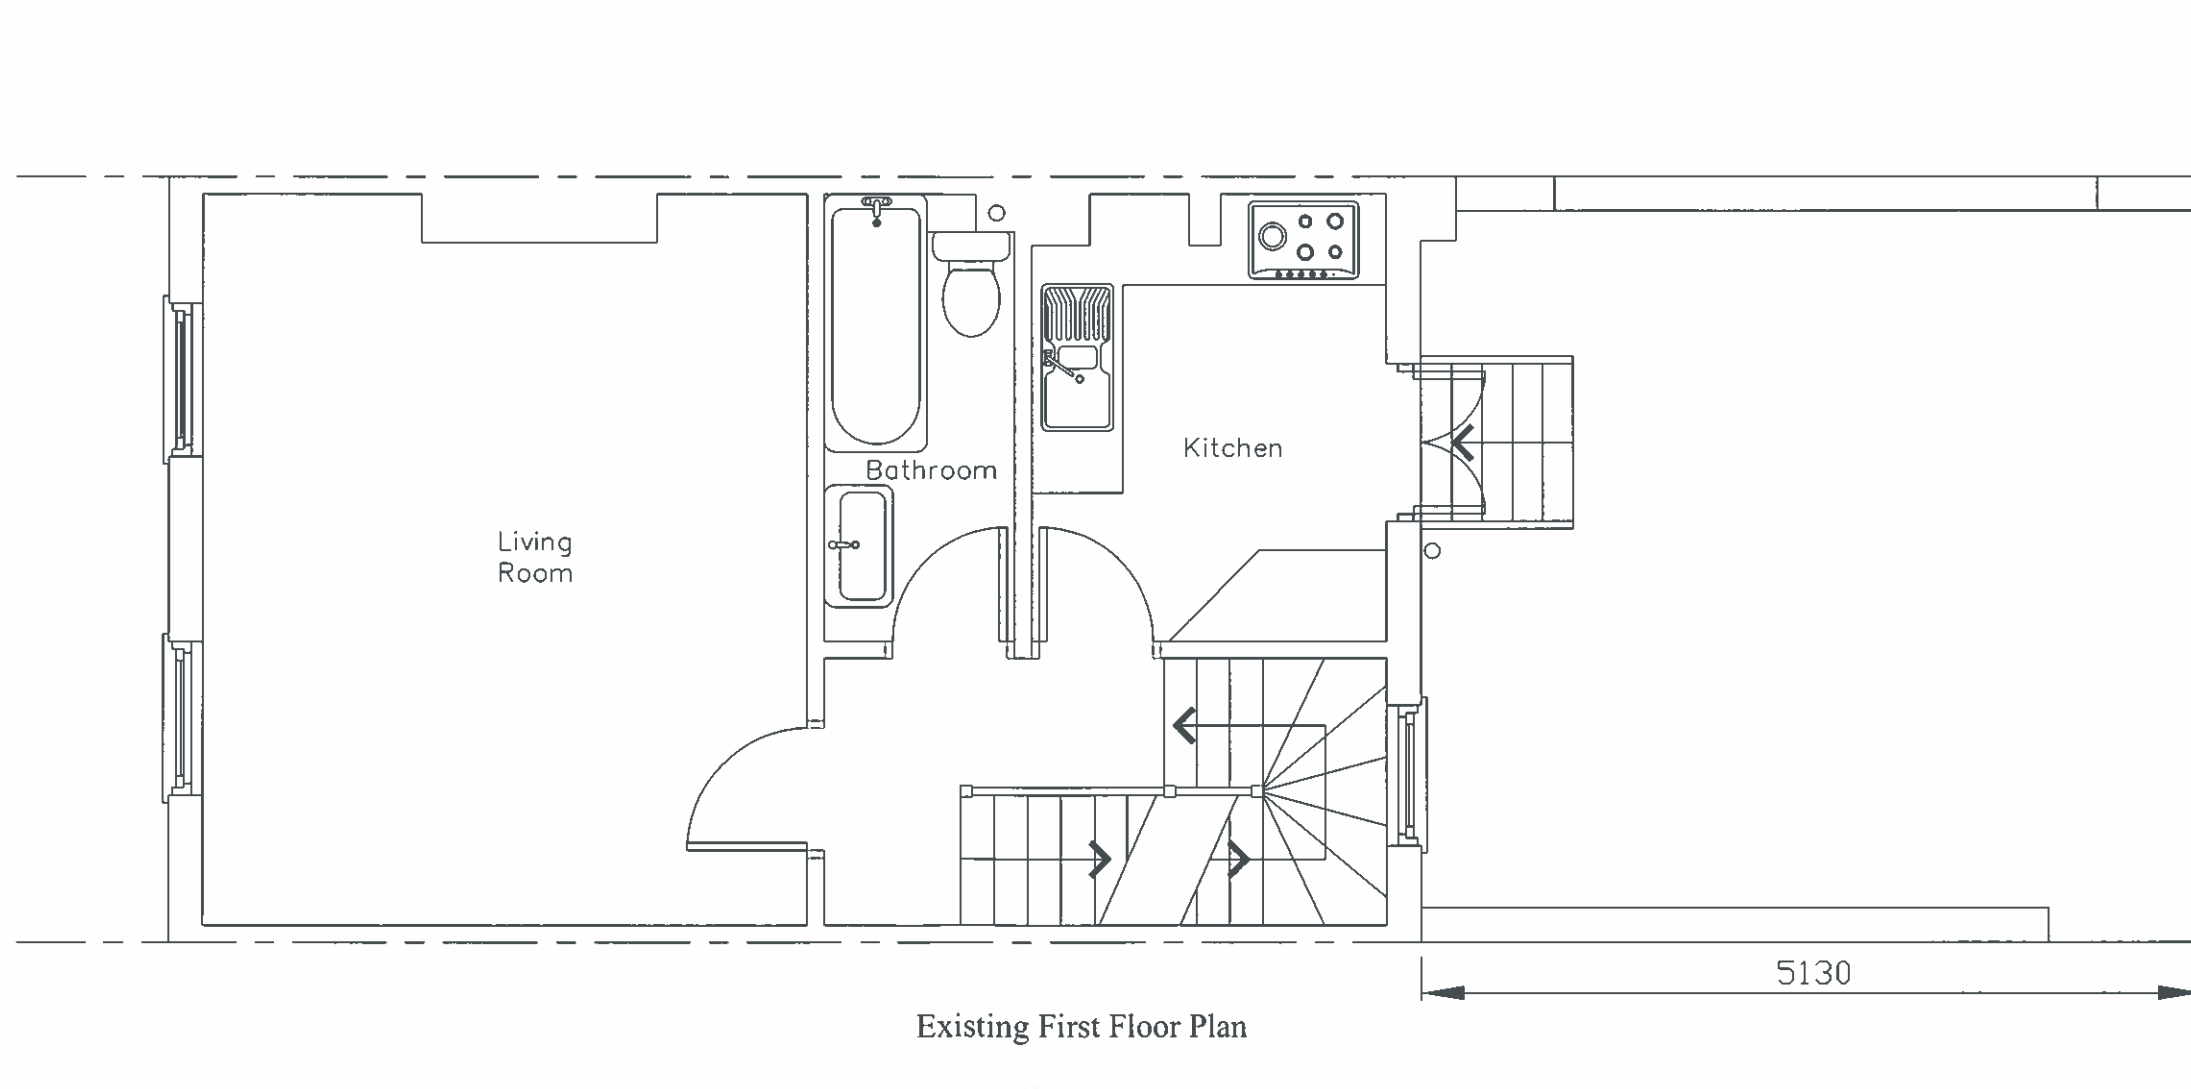 Kitchen
Bathroom
Living
Room
5130
Existing First Floor Plan